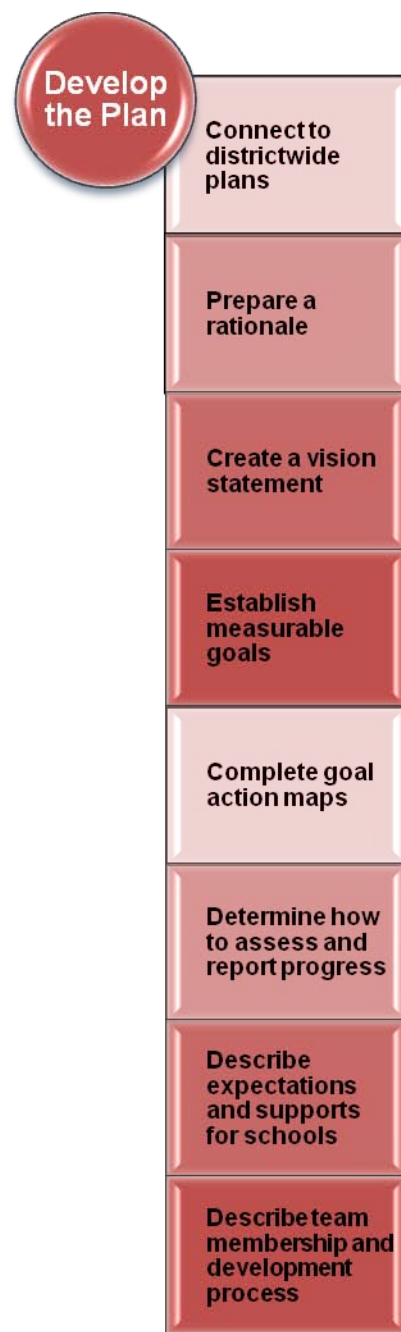 Develop
the Plan
Connect to
districtwide
plans
Prepare a
rationale
Create a vision
statement
Establish
measurable
goals
Complete goal
action maps
Determine how
to assess and
report progress
Describe
expectations
and supports
for schools
Describe team
membership and
development
process